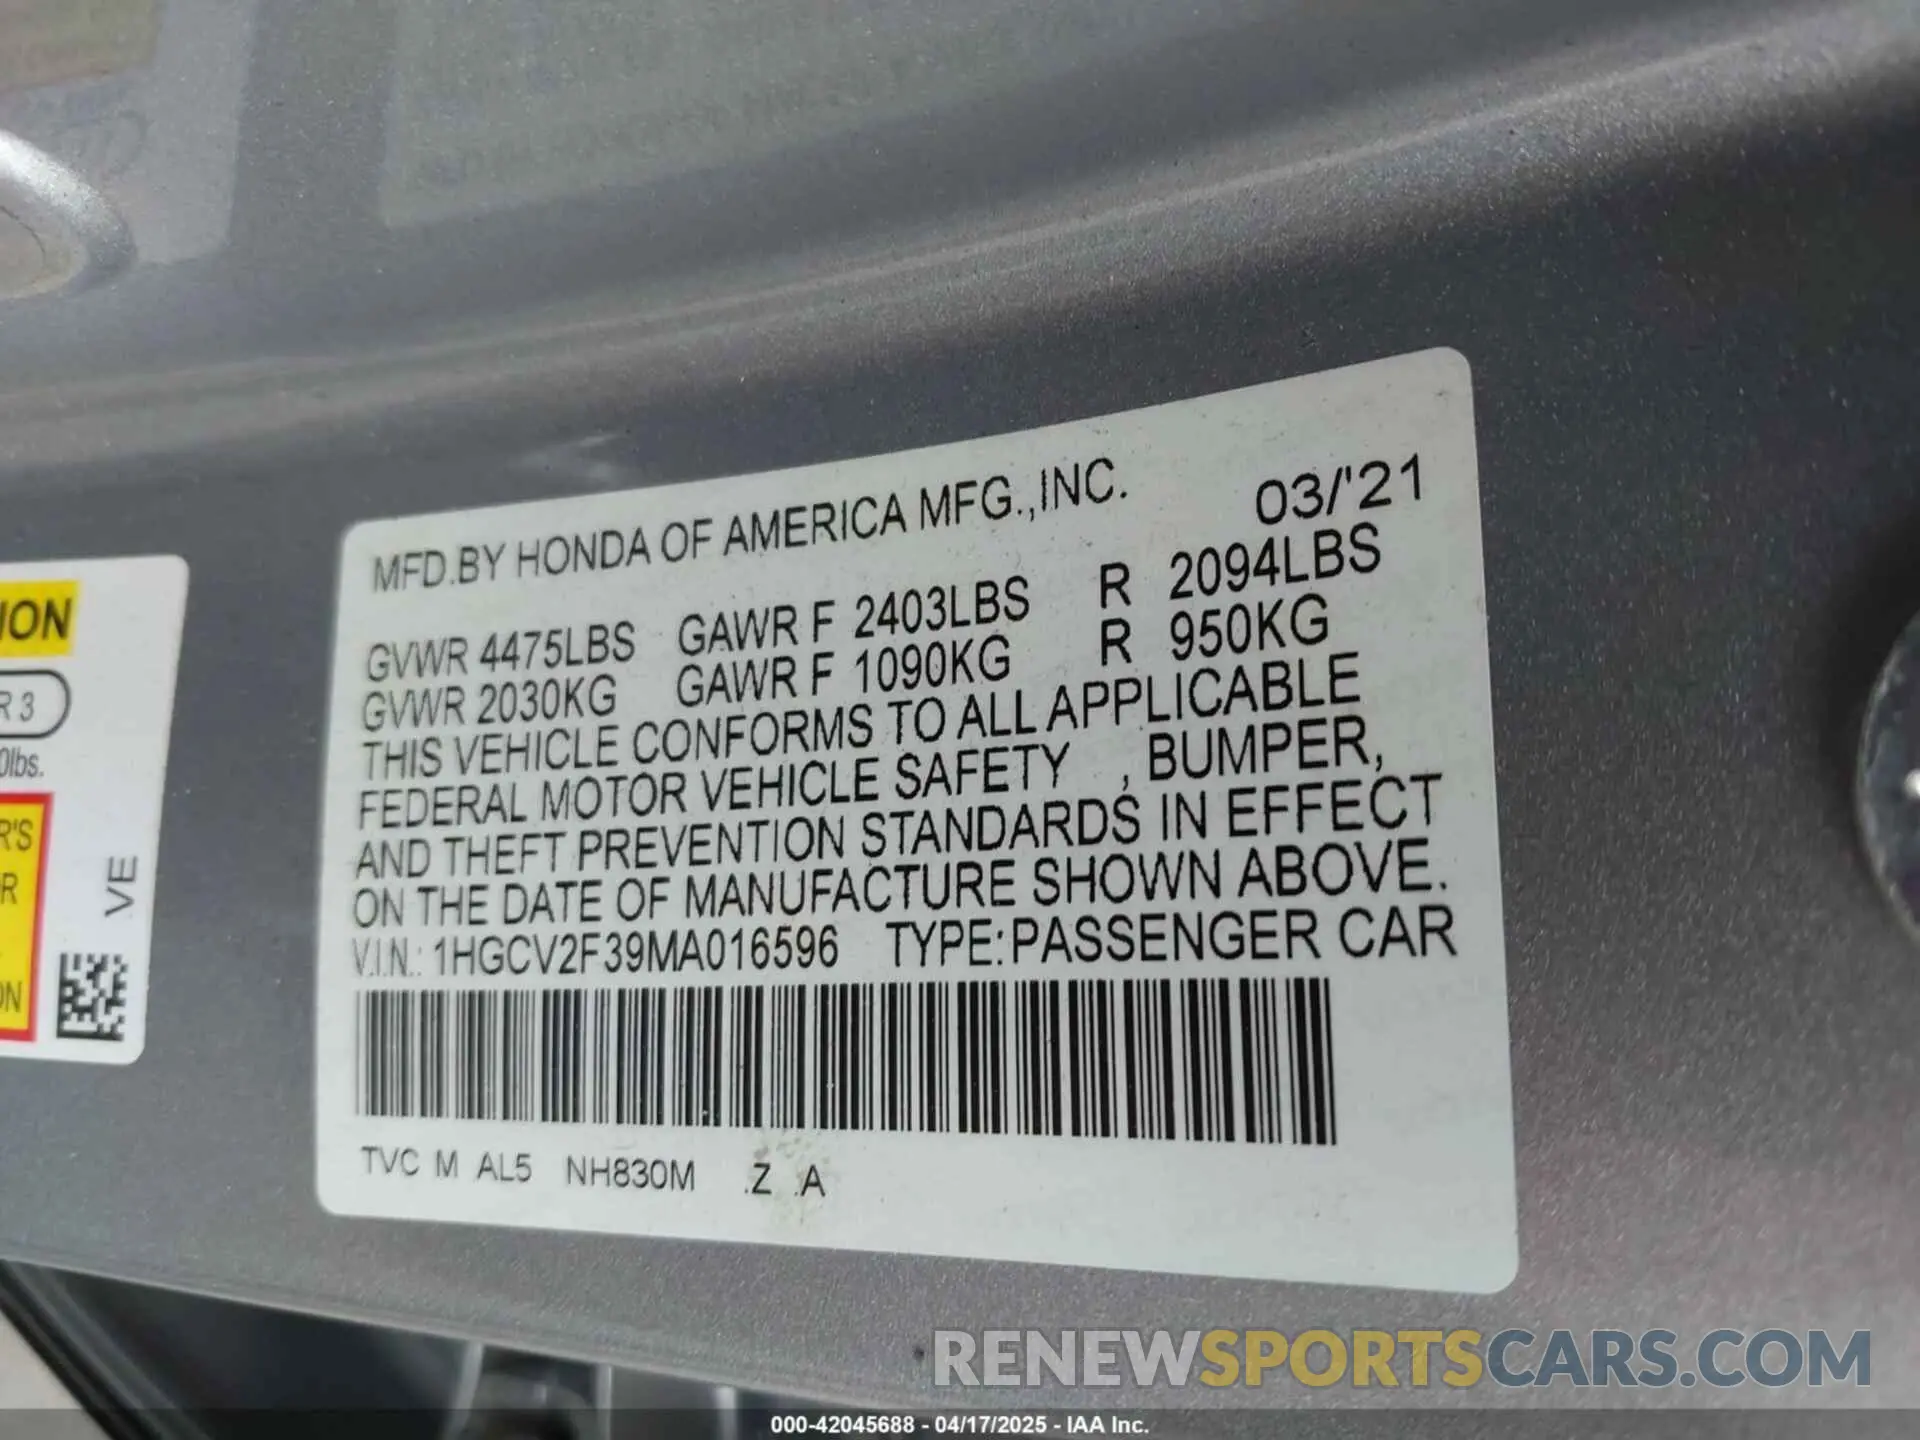 MFD.BY HONDA OF AMERICA MFG.,INC. 03/'21
GVWR 4475LBS GAWR F 2403LBS R 2094LBS
GVWR 2030KG GAWR F 1090KG R 950KG
THIS VEHICLE CONFORMS TO ALL APPLICABLE
FEDERAL MOTOR VEHICLE SAFETY , BUMPER,
AND THEFT PREVENTION STANDARDS IN EFFECT
ON THE DATE OF MANUFACTURE SHOWN ABOVE.
V.I.N.: 1HGCV2F39MA016596 TYPE:PASSENGER CAR
TVC M AL5 NH830M .Z .A
ION
R 3
0lbs.
R'S
R
ON
.VE
RENEWSPORTSCARS.COM
000-42045688 - 04/17/2025 - IAA Inc.